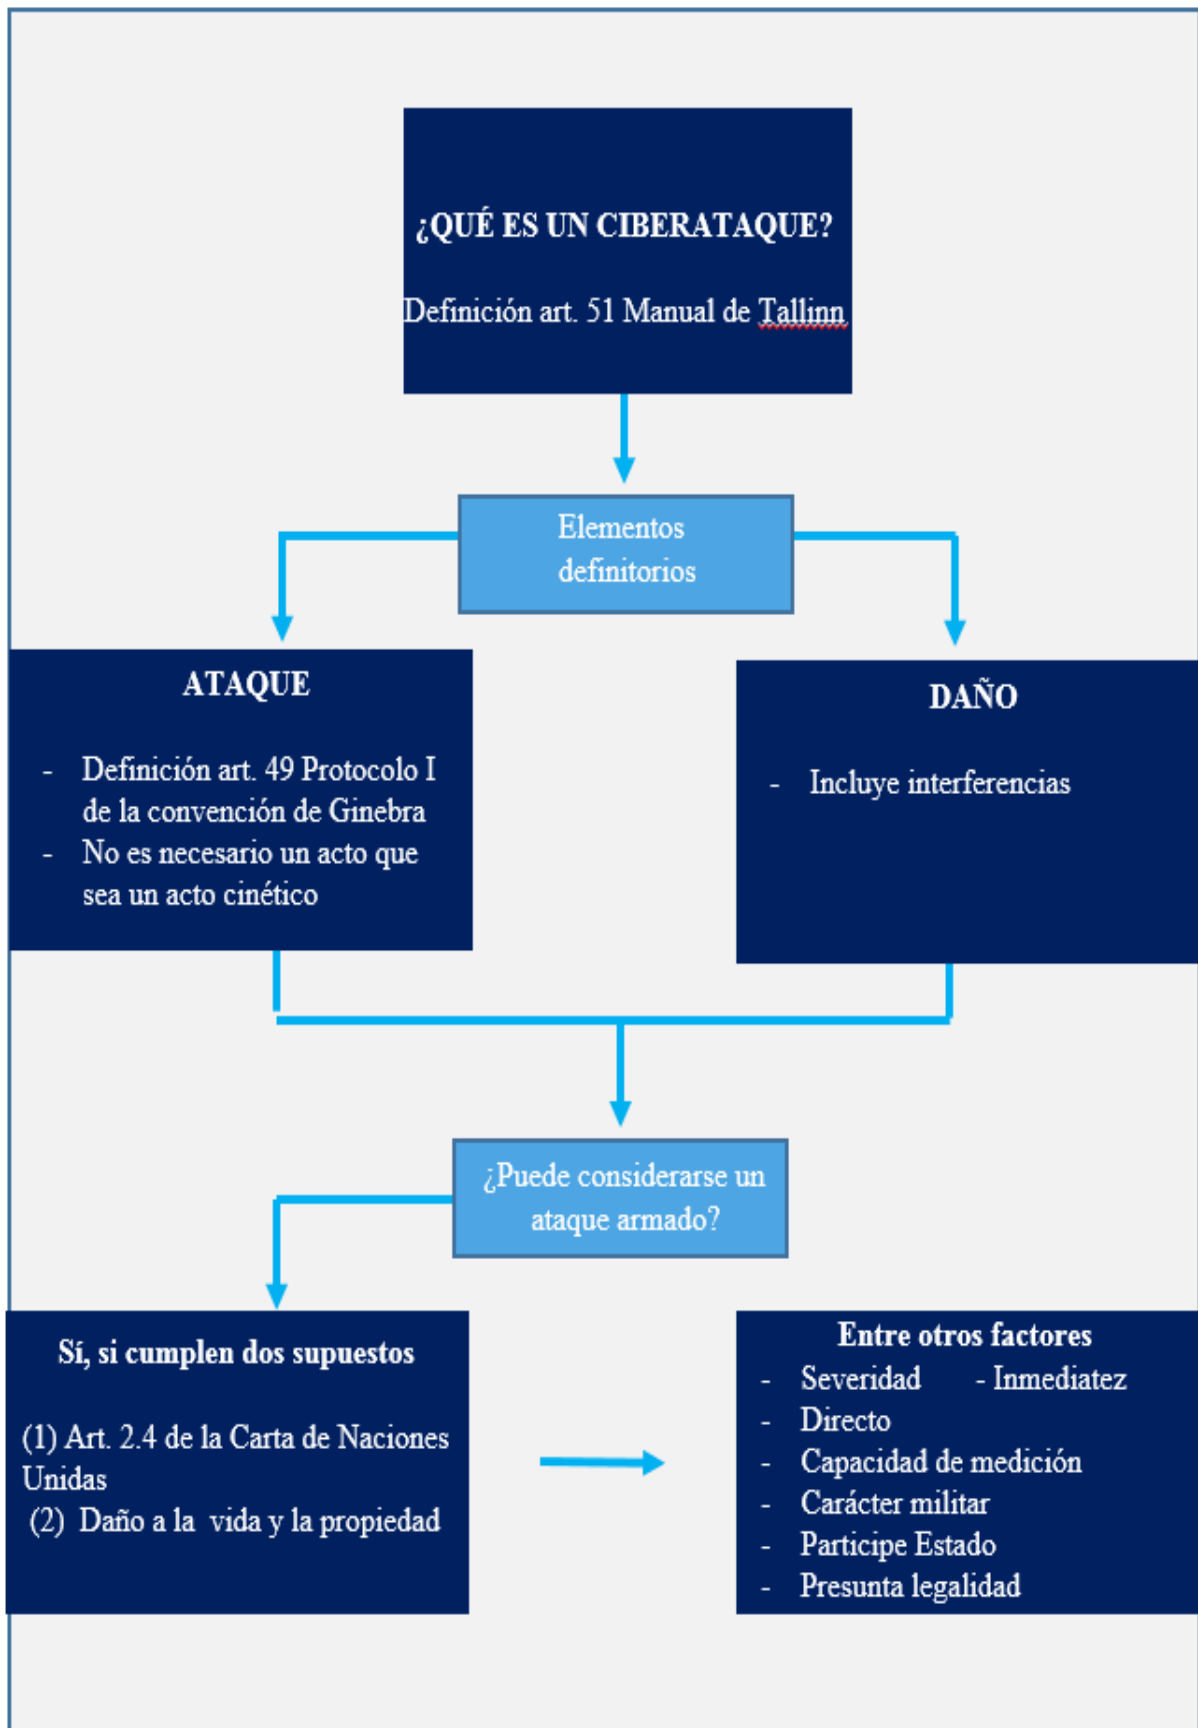 ¿QUÉ ES UN CIBERATAQUE?
Definición art. 51 Manual de Tallinn
Elementos
definitorios
ATAQUE
- Definición art. 49 Protocolo I
de la convención de Ginebra
- No es necesario un acto que
sea un acto cinético
DAÑO
- Incluye interferencias
¿Puede considerarse un
ataque armado?
Sí, si cumplen dos supuestos
(1) Art. 2.4 de la Carta de Naciones
Unidas
(2) Daño a la vida y la propiedad
Entre otros factores
- Severidad - Inmediatez
- Directo
- Capacidad de medición
- Carácter militar
- Participe Estado
- Presunta legalidad